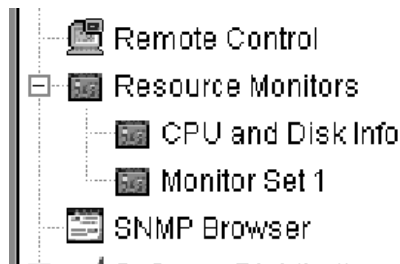 Remote Control
Resource Monitors
CPU and Disk Info
Monitor Set 1
SNMP Browser